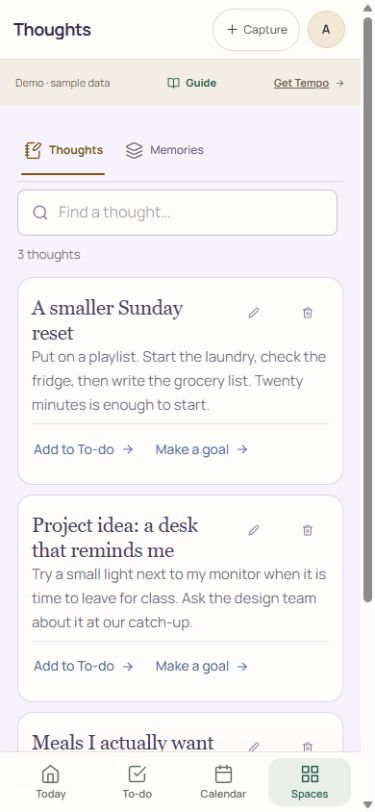 Thoughts
+ Capture
A
Demo · sample data
Guide
Get Tempo →
Thoughts
Memories
Find a thought...
3 thoughts
A smaller Sunday
reset
Put on a playlist. Start the laundry, check the
fridge, then write the grocery list. Twenty
minutes is enough to start.
Add to To-do →
Make a goal →
Project idea: a desk
that reminds me
Try a small light next to my monitor when it is
time to leave for class. Ask the design team
about it at our catch-up.
Add to To-do →
Make a goal →
Meals I actually want
Today
To-do
Calendar
Spaces